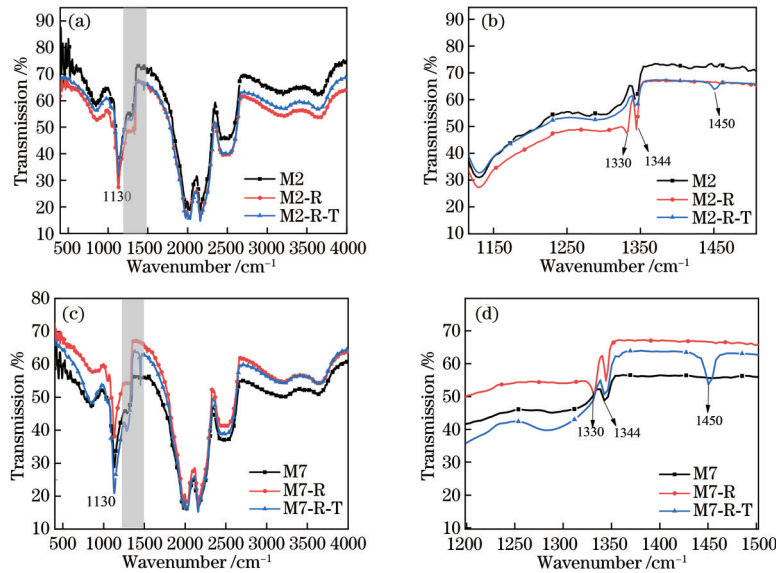 (a)
Transmission /%
90
80
70
60
50
40
30
20
10
1130
M2
M2-R
M2-R-T
500 1000 1500 2000 2500 3000 3500 4000
Wavenumber /cm⁻¹
(b)
Transmission /%
90
80
70
60
50
40
30
20
10
1330
1344
1450
M2
M2-R
M2-R-T
1150 1250 1350 1450
Wavenumber /cm⁻¹
(c)
Transmission /%
80
70
60
50
40
30
20
10
1130
M7
M7-R
M7-R-T
500 1000 1500 2000 2500 3000 3500 4000
Wavenumber /cm⁻¹
(d)
Transmission /%
70
60
50
40
30
20
10
1330
1344
1450
M7
M7-R
M7-R-T
1200 1250 1300 1350 1400 1450 1500
Wavenumber /cm⁻¹